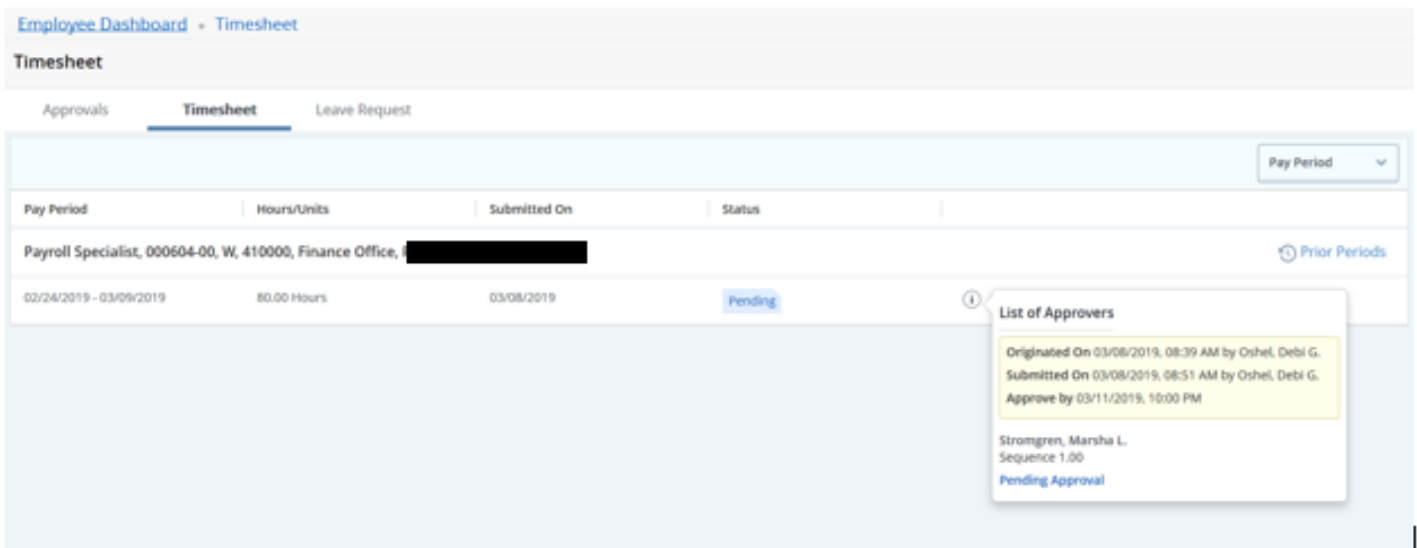 Employee Dashboard • Timesheet
Timesheet
Approvals Timesheet Leave Request
Pay Period
Pay Period Hours/Units Submitted On Status
Payroll Specialist, 000604-00, W, 410000, Finance Office, Prior Periods
02/24/2019 - 03/09/2019 80.00 Hours 03/08/2019 Pending
List of Approvers
Originated On 03/08/2019, 08:39 AM by Oshel, Debi G.
Submitted On 03/08/2019, 08:51 AM by Oshel, Debi G.
Approve by 03/11/2019, 10:00 PM
Stromgren, Marsha L.
Sequence 1.00
Pending Approval